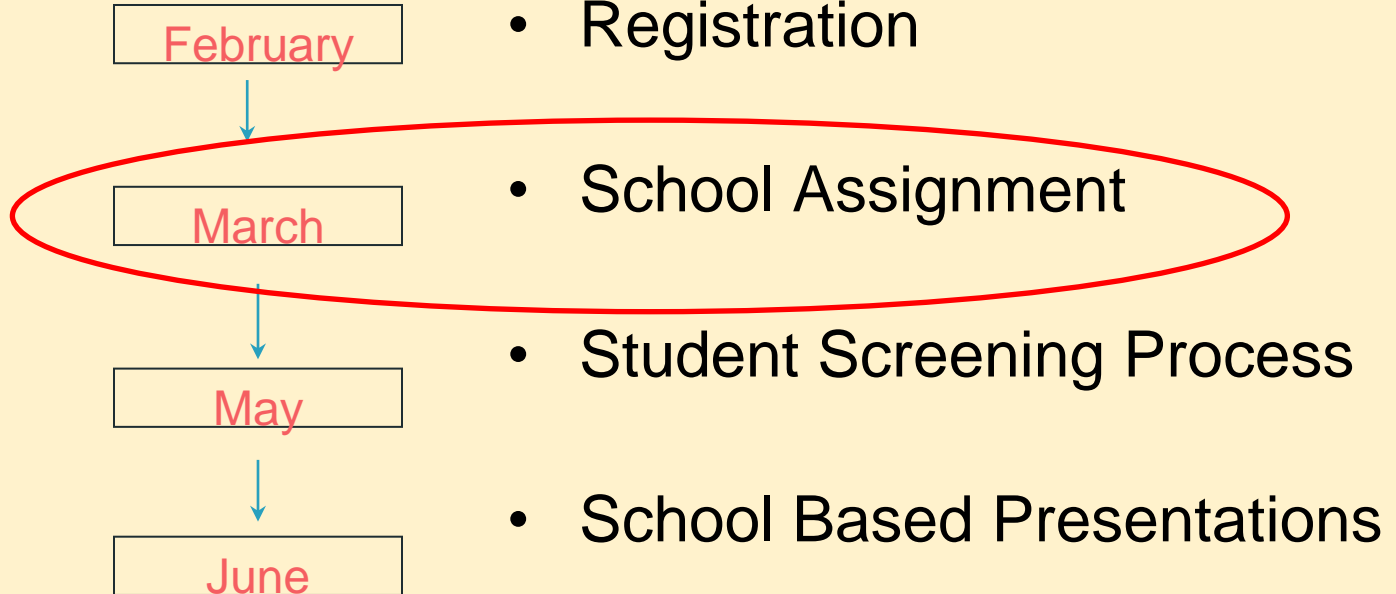 February
• Registration
March
• School Assignment
May
• Student Screening Process
June
• School Based Presentations